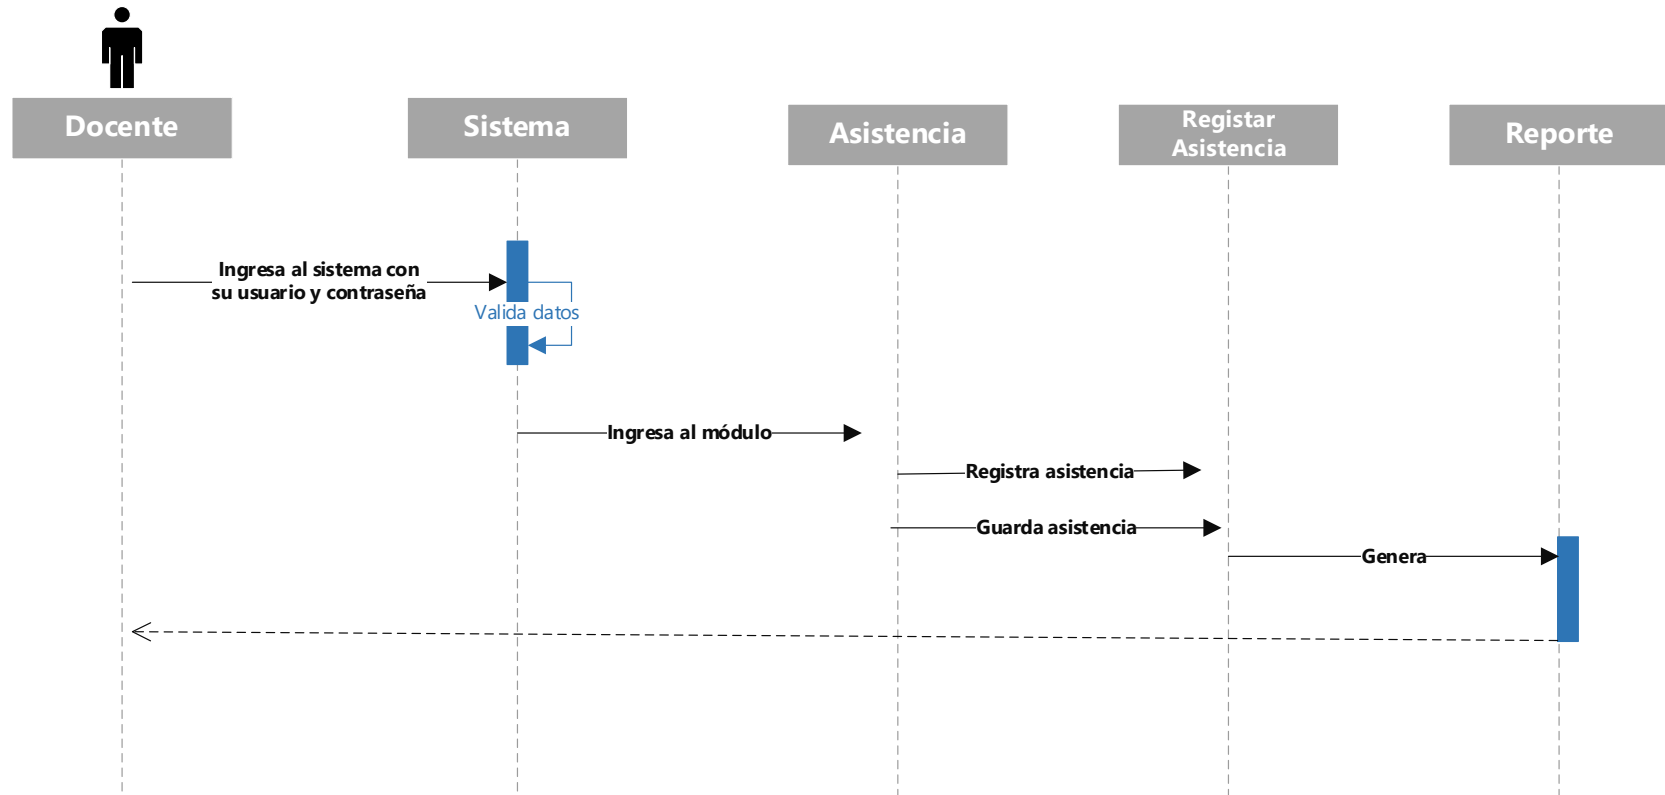 Docente
Sistema
Asistencia
Registar
Asistencia
Reporte
Ingresa al sistema con
su usuario y contraseña
Valida datos
Ingresa al módulo
Registra asistencia
Guarda asistencia
Genera